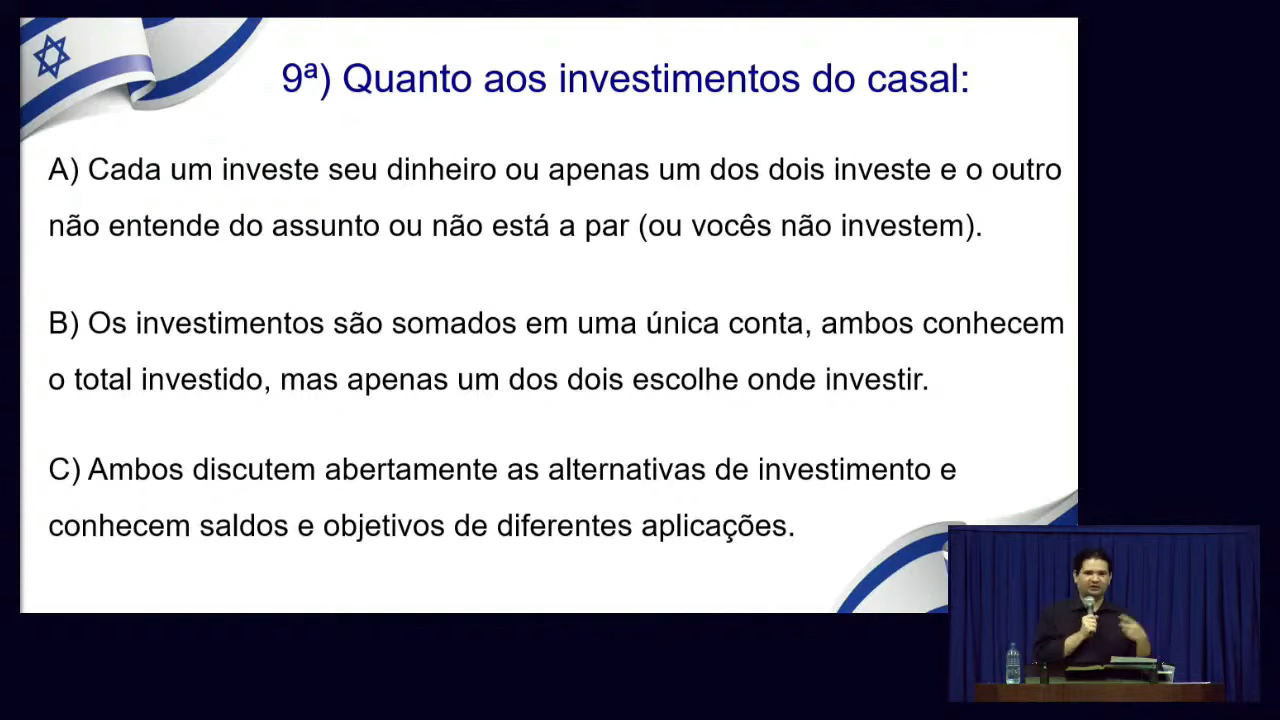 9ª) Quanto aos investimentos do casal:
A) Cada um investe seu dinheiro ou apenas um dos dois investe e o outro
não entende do assunto ou não está a par (ou vocês não investem).
B) Os investimentos são somados em uma única conta, ambos conhecem
o total investido, mas apenas um dos dois escolhe onde investir.
C) Ambos discutem abertamente as alternativas de investimento e
conhecem saldos e objetivos de diferentes aplicações.